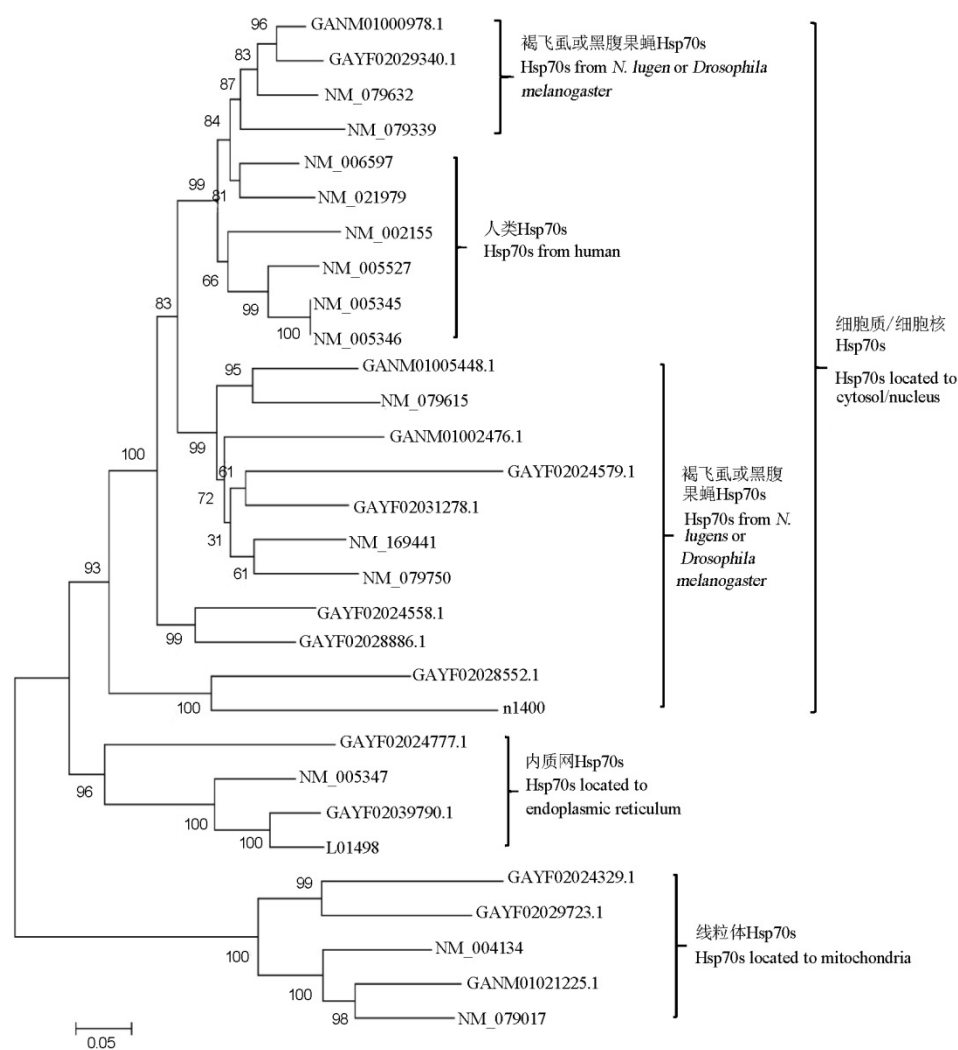 96
GANM01000978.1
83
GAYF02029340.1
87
NM_079632
84
NM_079339
褐飞虱或黑腹果蝇Hsp70s
Hsp70s from N. lugen or Drosophila
melanogaster
99
81
NM_006597
NM_021979
NM_002155
66
NM_005527
99
NM_005345
100
NM_005346
人类Hsp70s
Hsp70s from human
83
95
GANM01005448.1
NM_079615
99
GANM01002476.1
100
61
GAYF02024579.1
72
GAYF02031278.1
31
NM_169441
61
NM_079750
93
GAYF02024558.1
99
GAYF02028886.1
GAYF02028552.1
100
n1400
褐飞虱或黑腹
果蝇Hsp70s
Hsp70s from N.
lugens or
Drosophila
melanogaster
细胞质/细胞核
Hsp70s
Hsp70s located to
cytosol/nucleus
GAYF02024777.1
96
NM_005347
100
GAYF02039790.1
100
L01498
内质网Hsp70s
Hsp70s located to
endoplasmic reticulum
99
GAYF02024329.1
GAYF02029723.1
100
NM_004134
100
GANM01021225.1
98
NM_079017
线粒体Hsp70s
Hsp70s located to mitochondria
0.05